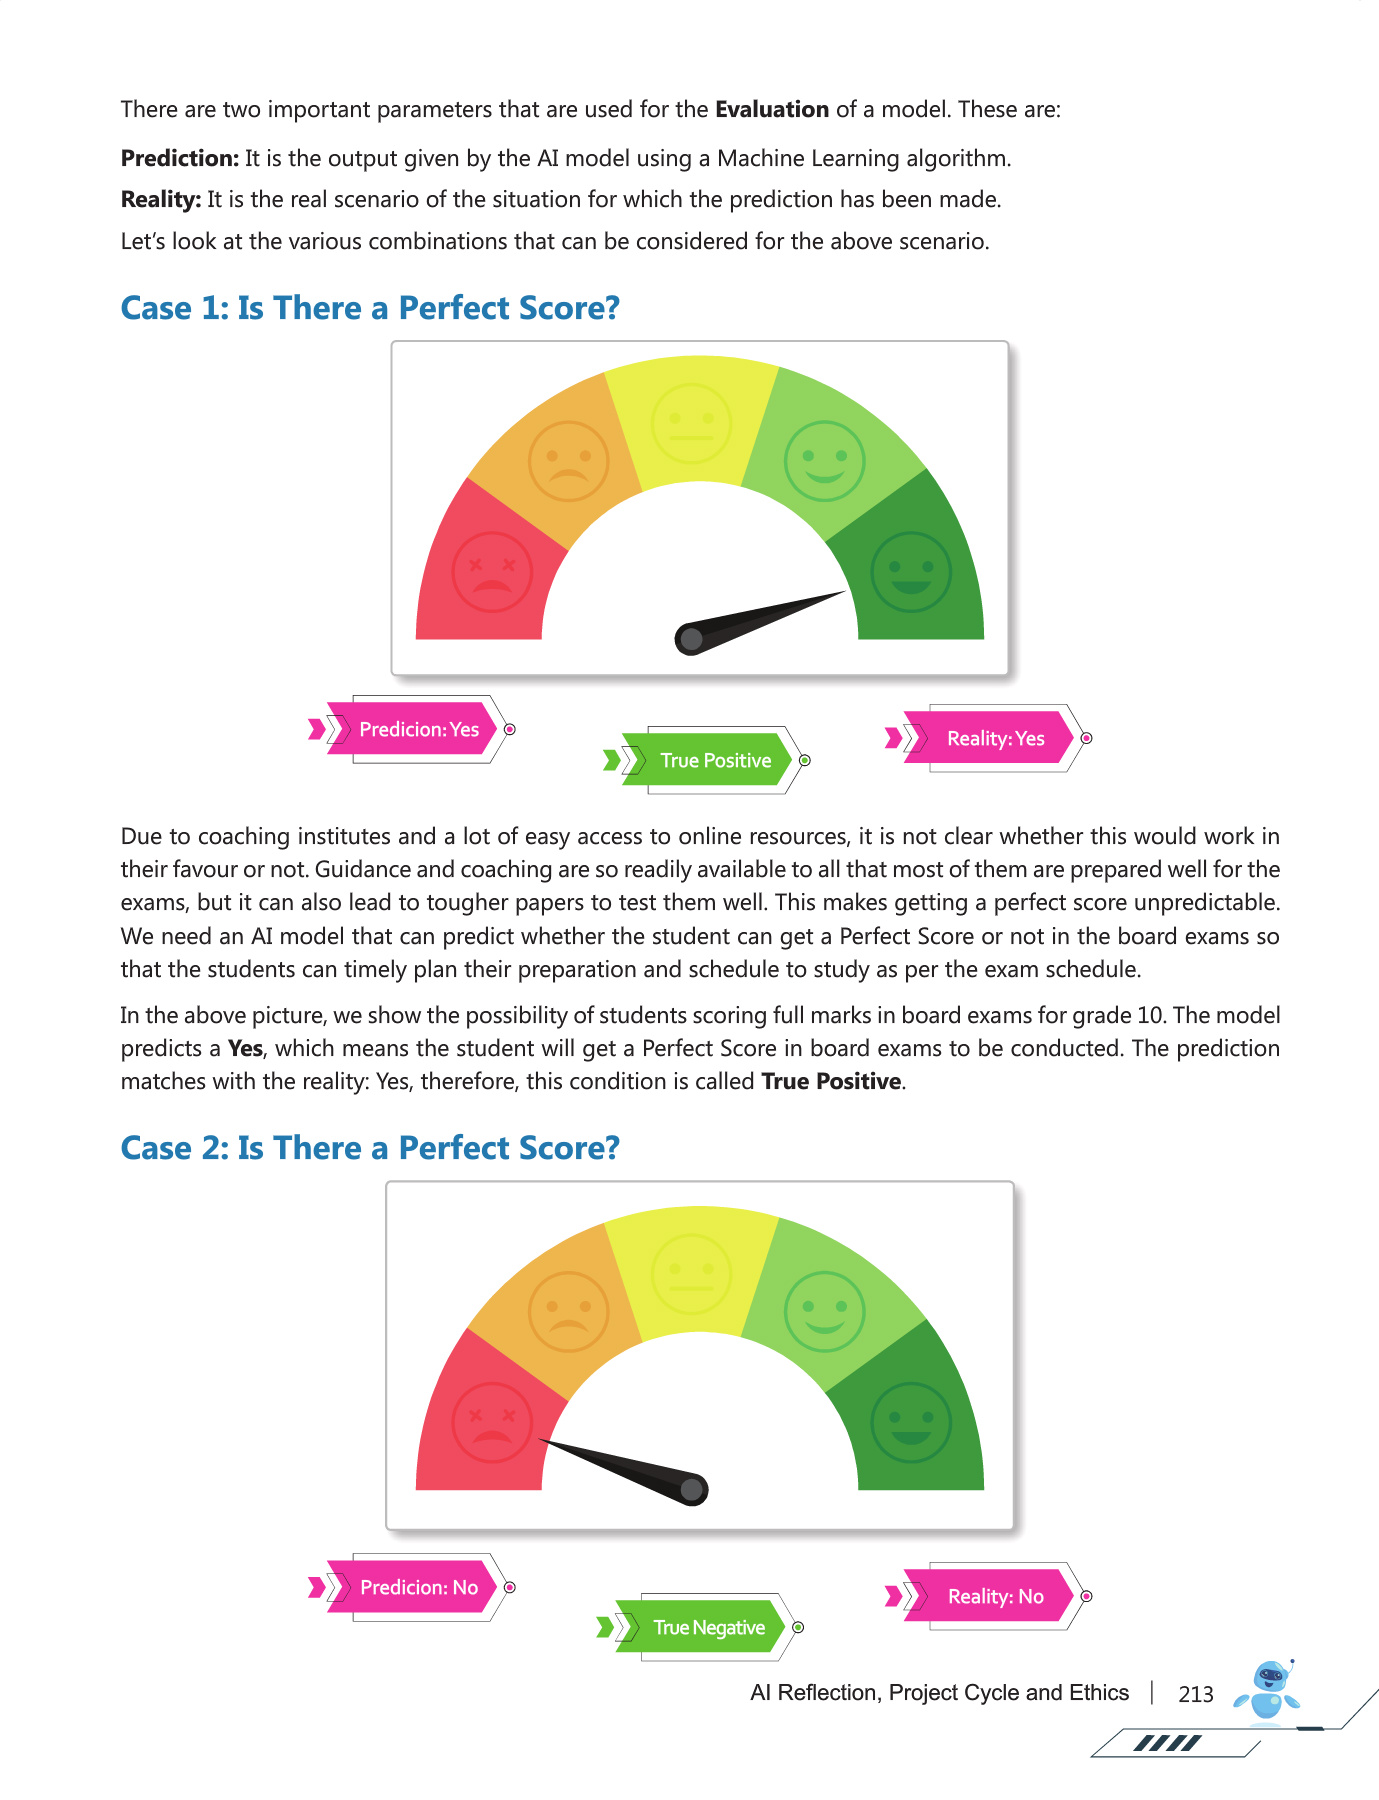 There are two important parameters that are used for the Evaluation of a model. These are:
Prediction: It is the output given by the AI model using a Machine Learning algorithm.
Reality: It is the real scenario of the situation for which the prediction has been made.
Let's look at the various combinations that can be considered for the above scenario.
Case 1: Is There a Perfect Score?
Predicion: Yes
True Positive
Reality: Yes
Due to coaching institutes and a lot of easy access to online resources, it is not clear whether this would work in
their favour or not. Guidance and coaching are so readily available to all that most of them are prepared well for the
exams, but it can also lead to tougher papers to test them well. This makes getting a perfect score unpredictable.
We need an AI model that can predict whether the student can get a Perfect Score or not in the board exams so
that the students can timely plan their preparation and schedule to study as per the exam schedule.
In the above picture, we show the possibility of students scoring full marks in board exams for grade 10. The model
predicts a Yes, which means the student will get a Perfect Score in board exams to be conducted. The prediction
matches with the reality: Yes, therefore, this condition is called True Positive.
Case 2: Is There a Perfect Score?
Predicion: No
True Negative
Reality: No
AI Reflection, Project Cycle and Ethics | 213